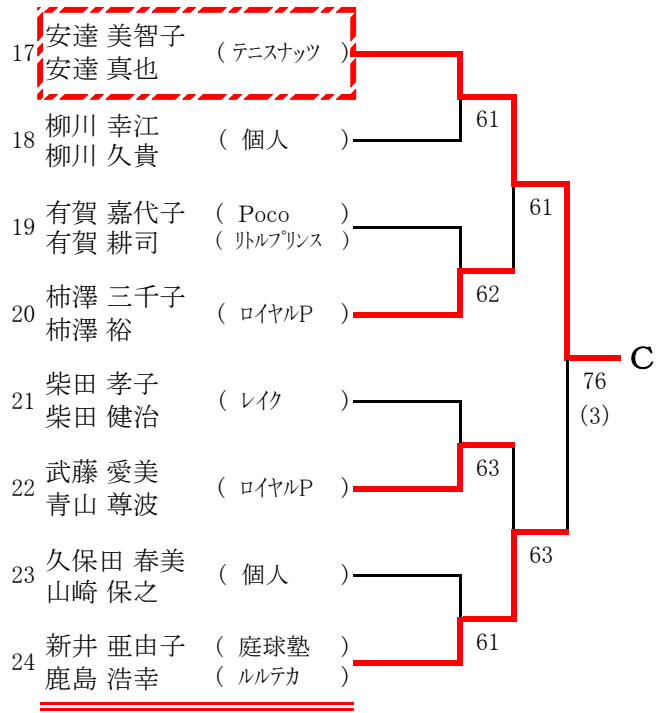 17 安達 美智子 ( テニスナッツ )
安達 真也
61
18 柳川 幸江 ( 個人 )
柳川 久貴
61
19 有賀 嘉代子 ( Poco )
有賀 耕司 ( リトルプリンス )
62
20 柿澤 三千子 ( ロイヤルP )
柿澤 裕
C
76
(3)
21 柴田 孝子 ( レイク )
柴田 健治
63
22 武藤 愛美 ( ロイヤルP )
青山 尊波
63
23 久保田 春美 ( 個人 )
山崎 保之
61
24 新井 亜由子 ( 庭球塾 )
鹿島 浩幸 ( ルルテカ )